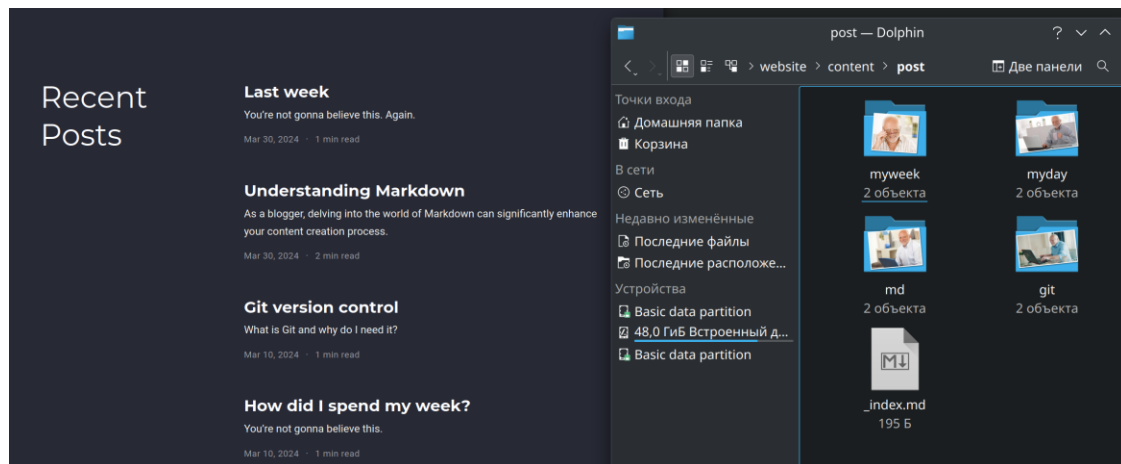 Recent
Posts
Last week
You're not gonna believe this. Again.
Mar 30, 2024 · 1 min read
Understanding Markdown
As a blogger, delving into the world of Markdown can significantly enhance
your content creation process.
Mar 30, 2024 · 2 min read
Git version control
What is Git and why do I need it?
Mar 10, 2024 · 1 min read
How did I spend my week?
You're not gonna believe this.
Mar 10, 2024 · 1 min read
post — Dolphin
website > content > post
Две панели
Точки входа
Домашняя папка
Корзина
В сети
Сеть
Недавно изменённые
Последние файлы
Последние расположе...
Устройства
Basic data partition
48,0 ГиБ Встроенный д...
Basic data partition
myweek
2 объекта
myday
2 объекта
md
2 объекта
git
2 объекта
M↓
_index.md
195 Б